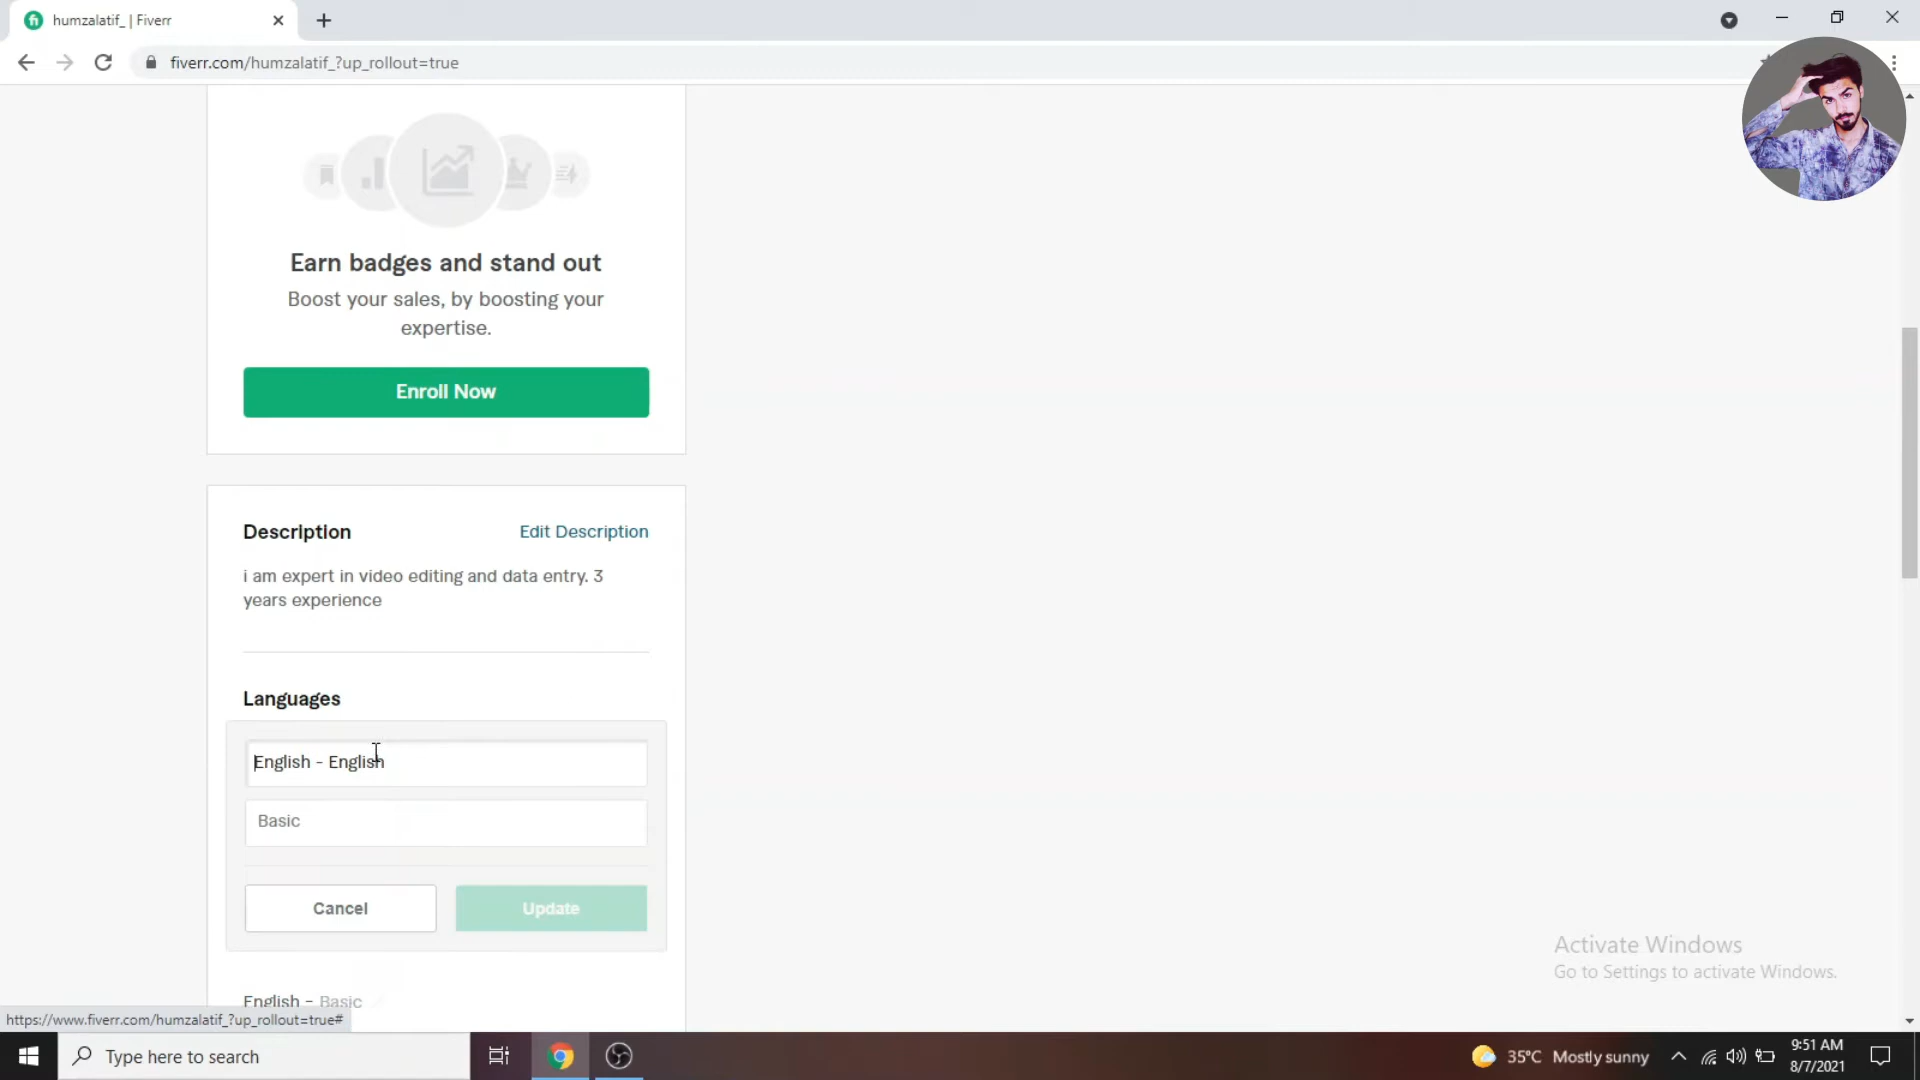 humzalatif_ | Fiverr
fiverr.com/humzalatif_?up_rollout=true
Earn badges and stand out
Boost your sales, by boosting your
expertise.
Enroll Now
Description
Edit Description
i am expert in video editing and data entry. 3
years experience
Languages
English - English
Basic
Cancel
Update
English - Basic
Activate Windows
Go to Settings to activate Windows.
https://www.fiverr.com/humzalatif_?up_rollout=true#
Type here to search
35°C Mostly sunny
9:51 AM
8/7/2021